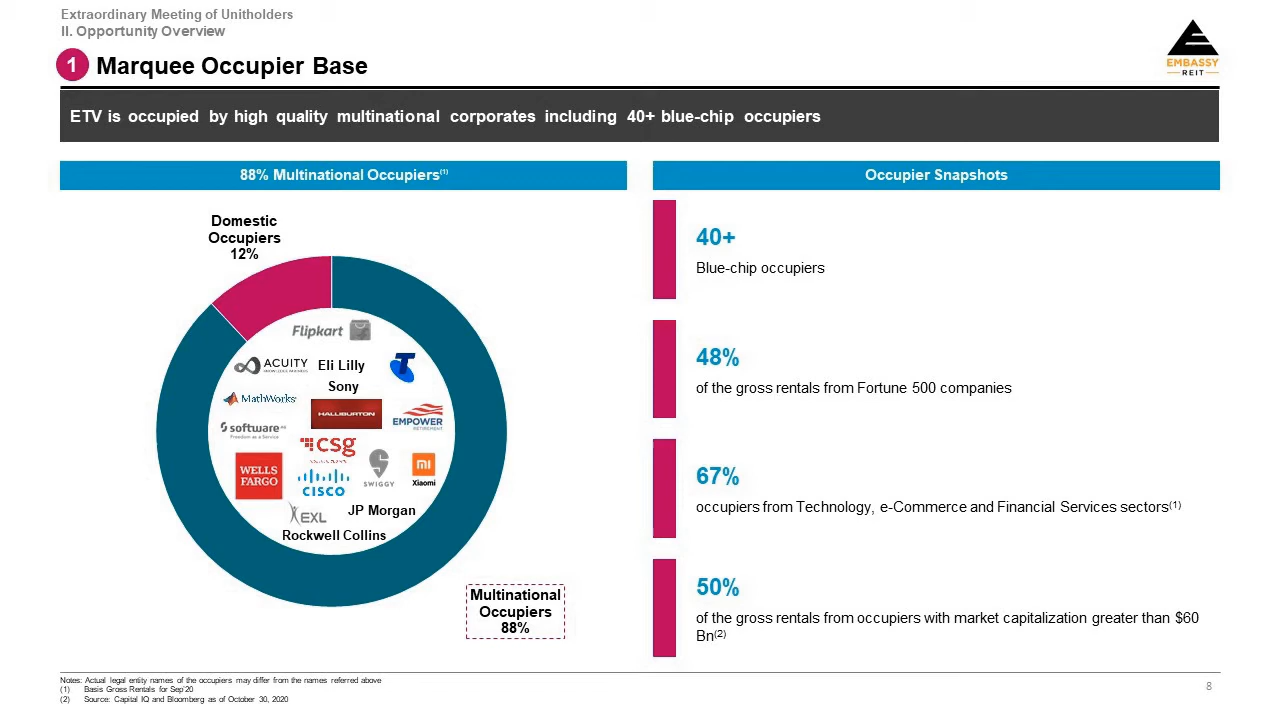 Extraordinary Meeting of Unitholders
II. Opportunity Overview
1 Marquee Occupier Base
EMBASSY
REIT
ETV is occupied by high quality multinational corporates including 40+ blue-chip occupiers
88% Multinational Occupiers(1)
Domestic
Occupiers
12%
Flipkart
ACUITY
Eli Lilly
T
Sony
MathWorks
HALLIBURTON
EMPOWER
RETIREMENT
software AG
Freedom as a Service
csg
WELLS
FARGO
CISCO
SWIGGY
mi
Xiaomi
EXL
JP Morgan
Rockwell Collins
Multinational
Occupiers
88%
Occupier Snapshots
40+
Blue-chip occupiers
48%
of the gross rentals from Fortune 500 companies
67%
occupiers from Technology, e-Commerce and Financial Services sectors(1)
50%
of the gross rentals from occupiers with market capitalization greater than $60
Bn(2)
Notes: Actual legal entity names of the occupiers may differ from the names referred above
(1) Basis Gross Rentals for Sep'20
(2) Source: Capital IQ and Bloomberg as of October 30, 2020
8